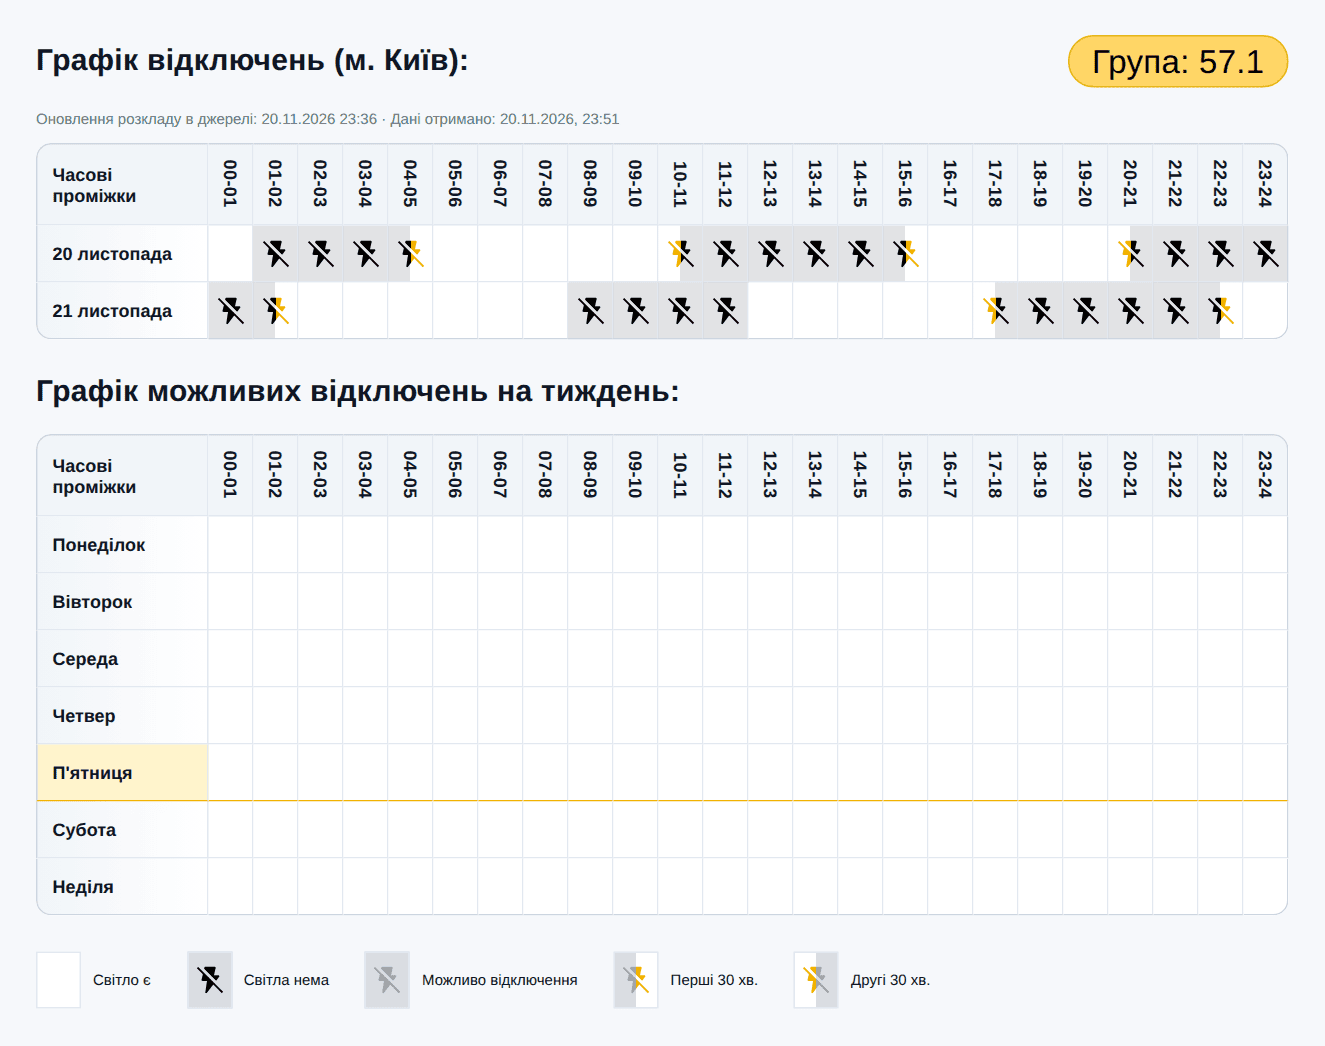 Графік відключень (м. Київ):
Група: 57.1
Оновлення розкладу в джерелі: 20.11.2026 23:36 · Дані отримано: 20.11.2026, 23:51
Часові проміжки 00-01 01-02 02-03 03-04 04-05 05-06 06-07 07-08 08-09 09-10 10-11 11-12 12-13 13-14 14-15 15-16 16-17 17-18 18-19 19-20 20-21 21-22 22-23 23-24
20 листопада
21 листопада
Графік можливих відключень на тиждень:
Часові проміжки 00-01 01-02 02-03 03-04 04-05 05-06 06-07 07-08 08-09 09-10 10-11 11-12 12-13 13-14 14-15 15-16 16-17 17-18 18-19 19-20 20-21 21-22 22-23 23-24
Понеділок
Вівторок
Середа
Четвер
П'ятниця
Субота
Неділя
Світло є Світла нема Можливо відключення Перші 30 хв. Другі 30 хв.